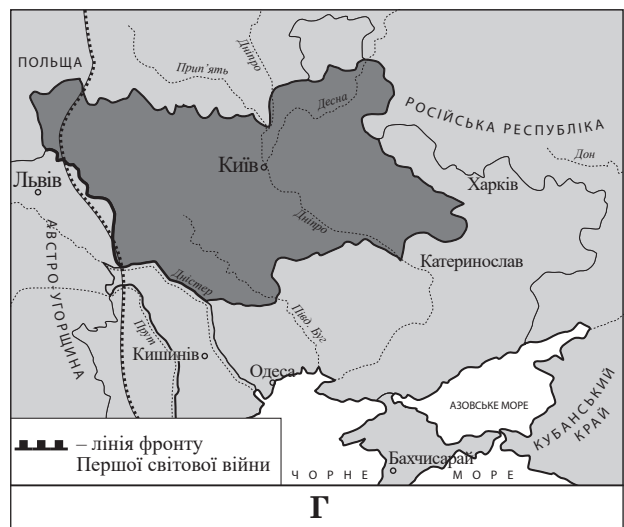 ПОЛЬЩА
Прип’ять
Дніпро
Десна
РОСІЙСЬКА РЕСПУБЛІКА
Дон
Київ
Львів
Харків
Дніпро
Катеринослав
АВСТРО-УГОРЩИНА
Дністер
Півд. Буг
Прут
Кишинів
Одеса
АЗОВСЬКЕ МОРЕ
КУБАНСЬКИЙ
КРАЙ
– лінія фронту
Першої світової війни
Бахчисарай
ЧОРНЕ МОРЕ
Г